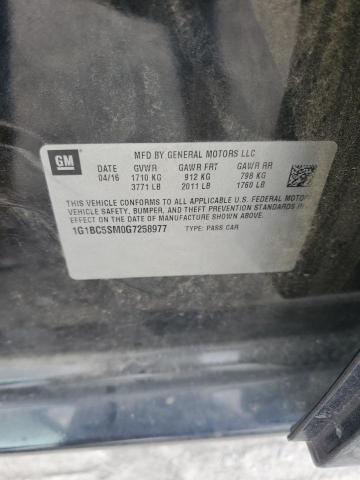 GM
MFD BY GENERAL MOTORS LLC
DATE GVWR GAWR FRT GAWR RR
04/16 1710 KG 912 KG 798 KG
3771 LB 2011 LB 1760 LB
THIS VEHICLE CONFORMS TO ALL APPLICABLE U.S. FEDERAL MOTOR
VEHICLE SAFETY, BUMPER, AND THEFT PREVENTION STANDARDS IN
EFFECT ON THE DATE OF MANUFACTURE SHOWN ABOVE.
1G1BC5SM0G7258977 TYPE: PASS CAR